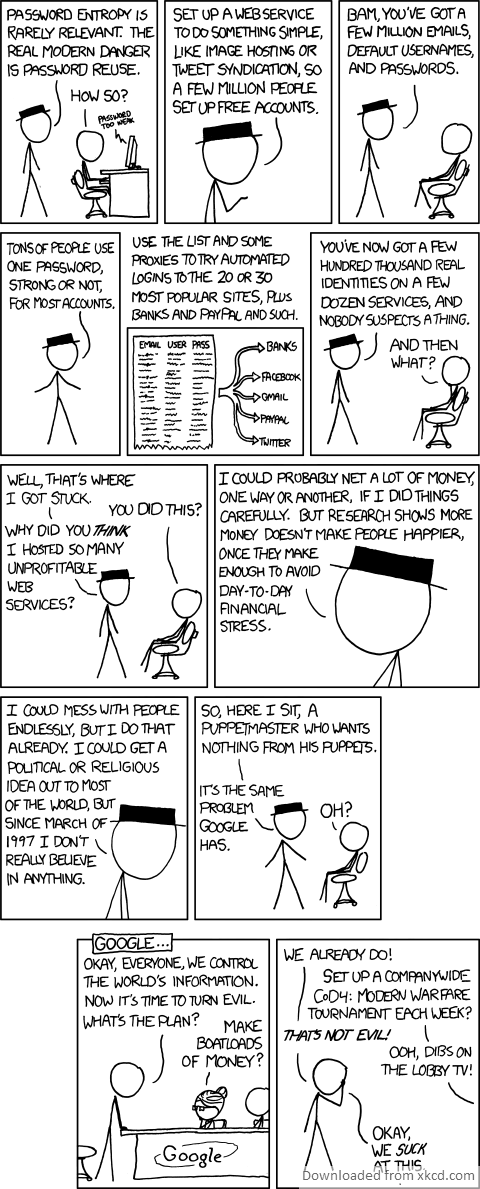 PASSWORD ENTROPY IS
RARELY RELEVANT. THE
REAL MODERN DANGER
IS PASSWORD REUSE.
HOW SO?
PASSWORD
TOO WEAK
SET UP A WEB SERVICE
TO DO SOMETHING SIMPLE,
LIKE IMAGE HOSTING OR
TWEET SYNDICATION, SO
A FEW MILLION PEOPLE
SET UP FREE ACCOUNTS.
BAM, YOU'VE GOT A
FEW MILLION EMAILS,
DEFAULT USERNAMES,
AND PASSWORDS.
TONS OF PEOPLE USE
ONE PASSWORD,
STRONG OR NOT,
FOR MOST ACCOUNTS.
USE THE LIST AND SOME
PROXIES TO TRY AUTOMATED
LOGINS TO THE 20 OR 30
MOST POPULAR SITES, PLUS
BANKS AND PAYPAL AND SUCH.
EMAIL USER PASS
BANKS
FACEBOOK
GMAIL
PAYPAL
TWITTER
YOU'VE NOW GOT A FEW
HUNDRED THOUSAND REAL
IDENTITIES ON A FEW
DOZEN SERVICES, AND
NOBODY SUSPECTS A THING.
AND THEN
WHAT?
WELL, THAT'S WHERE
I GOT STUCK.
YOU DID THIS?
WHY DID YOU THINK
I HOSTED SO MANY
UNPROFITABLE
WEB
SERVICES?
I COULD PROBABLY NET A LOT OF MONEY,
ONE WAY OR ANOTHER, IF I DID THINGS
CAREFULLY. BUT RESEARCH SHOWS MORE
MONEY DOESN'T MAKE PEOPLE HAPPIER,
ONCE THEY MAKE
ENOUGH TO AVOID
DAY-TO-DAY
FINANCIAL
STRESS.
I COULD MESS WITH PEOPLE
ENDLESSLY, BUT I DO THAT
ALREADY. I COULD GET A
POLITICAL OR RELIGIOUS
IDEA OUT TO MOST
OF THE WORLD, BUT
SINCE MARCH OF
1997 I DON'T
REALLY BELIEVE
IN ANYTHING.
SO, HERE I SIT, A
PUPPETMASTER WHO WANTS
NOTHING FROM HIS PUPPETS.
IT'S THE SAME
PROBLEM
GOOGLE
HAS.
OH?
GOOGLE...
OKAY, EVERYONE, WE CONTROL
THE WORLD'S INFORMATION.
NOW IT'S TIME TO TURN EVIL.
WHAT'S THE PLAN?
MAKE
BOATLOADS
OF MONEY?
Google
WE ALREADY DO!
SET UP A COMPANYWIDE
CoD4: MODERN WARFARE
TOURNAMENT EACH WEEK?
THAT'S NOT EVIL!
OOH, DIBS ON
THE LOBBY TV!
OKAY,
WE SUCK
AT THIS.
Downloaded from xkcd.com